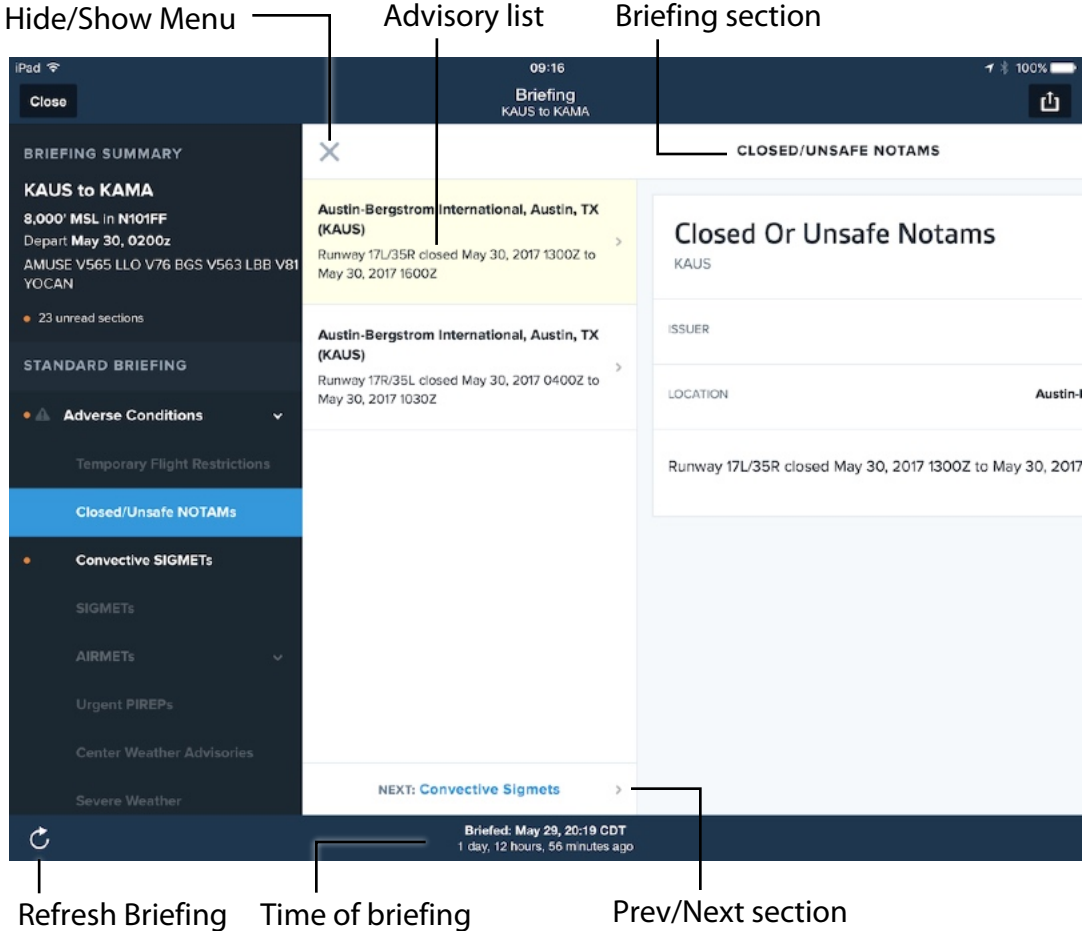 Hide/Show Menu
Advisory list
Briefing section
iPad
09:16
100%
Close
Briefing
KAUS to KAMA
BRIEFING SUMMARY
KAUS to KAMA
8,000' MSL in N101FF
Depart May 30, 0200z
AMUSE V565 LLO V76 BGS V563 LBB V81
YOCAN
23 unread sections
STANDARD BRIEFING
Adverse Conditions
Temporary Flight Restrictions
Closed/Unsafe NOTAMs
Convective SIGMETs
SIGMETs
AIRMETs
Urgent PIREPs
Center Weather Advisories
Severe Weather
Austin-Bergstrom International, Austin, TX
(KAUS)
Runway 17L/35R closed May 30, 2017 1300Z to
May 30, 2017 1600Z
Austin-Bergstrom International, Austin, TX
(KAUS)
Runway 17R/35L closed May 30, 2017 0400Z to
May 30, 2017 1030Z
NEXT: Convective Sigmets
CLOSED/UNSAFE NOTAMS
Closed Or Unsafe Notams
KAUS
ISSUER
LOCATION
Austin-
Runway 17L/35R closed May 30, 2017 1300Z to May 30, 2017
Briefed: May 29, 20:19 CDT
1 day, 12 hours, 56 minutes ago
Refresh Briefing
Time of briefing
Prev/Next section